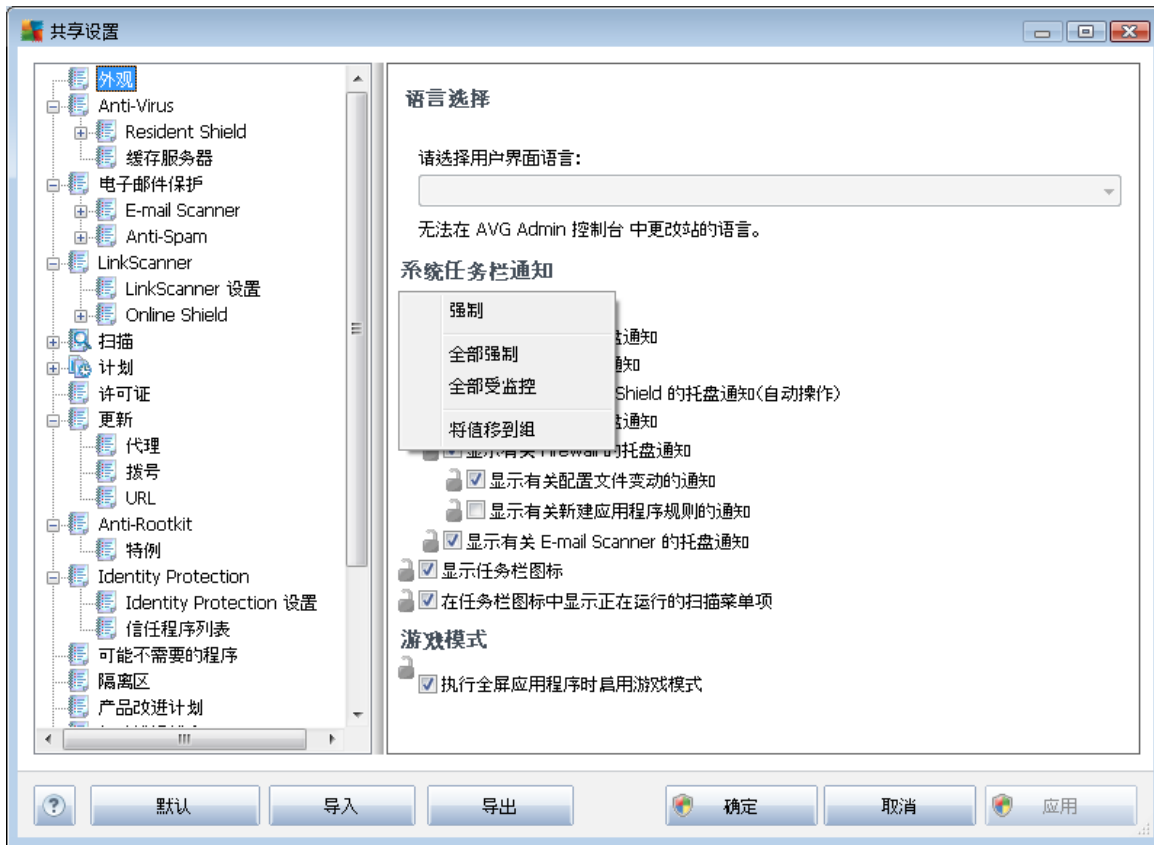 共享设置
外观
Anti-Virus
Resident Shield
缓存服务器
电子邮件保护
E-mail Scanner
Anti-Spam
LinkScanner
LinkScanner 设置
Online Shield
扫描
计划
许可证
更新
代理
拨号
URL
Anti-Rootkit
特例
Identity Protection
Identity Protection 设置
信任程序列表
可能不需要的程序
隔离区
产品改进计划
语言选择
请选择用户界面语言:
无法在 AVG Admin 控制台 中更改站的语言。
系统任务栏通知
强制
全部强制
全部受监控
将值移到组
盘通知
通知
Shield 的托盘通知(自动操作)
盘通知
显示有关 Firewall 的托盘通知
显示有关配置文件变动的通知
显示有关新建应用程序规则的通知
显示有关 E-mail Scanner 的托盘通知
显示任务栏图标
在任务栏图标中显示正在运行的扫描菜单项
游戏模式
执行全屏应用程序时启用游戏模式
?
默认
导入
导出
确定
取消
应用